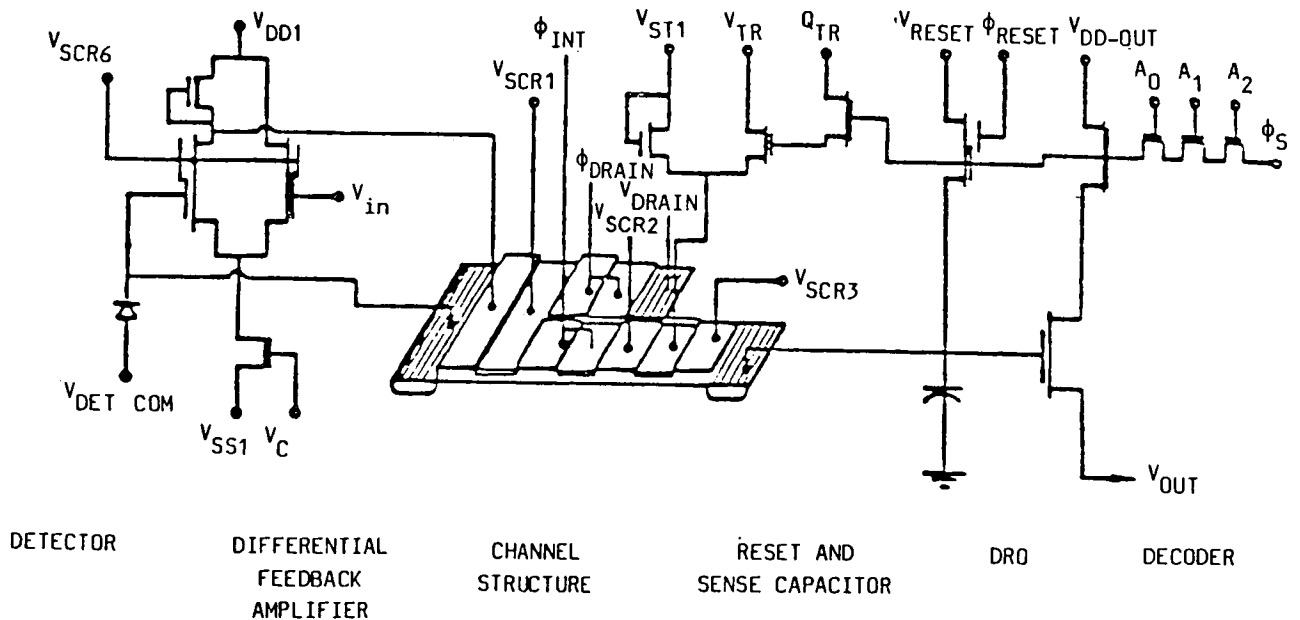 V_DD1
V_SCR6
ϕ_INT
V_SCR1
V_ST1
V_TR
Q_TR
V_RESET
ϕ_RESET
V_DD-OUT
A_0
A_1
A_2
ϕ_S
V_in
ϕ_DRAIN
V_DRAIN
V_SCR2
V_SCR3
V_DET COM
V_SS1
V_C
V_OUT
DETECTOR
DIFFERENTIAL
FEEDBACK
AMPLIFIER
CHANNEL
STRUCTURE
RESET AND
SENSE CAPACITOR
DRO
DECODER